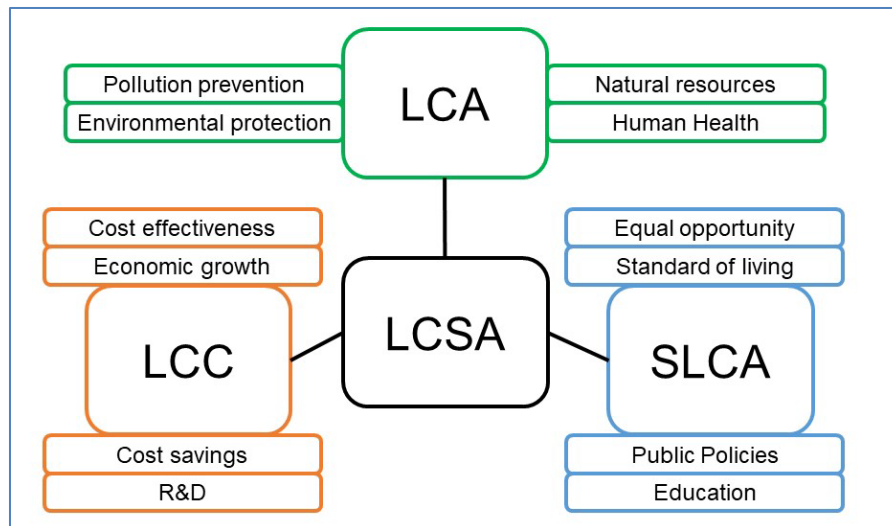 LCA
Pollution prevention
Environmental protection
Natural resources
Human Health
Cost effectiveness
Economic growth
LCC
Cost savings
R&D
LCSA
Equal opportunity
Standard of living
SLCA
Public Policies
Education